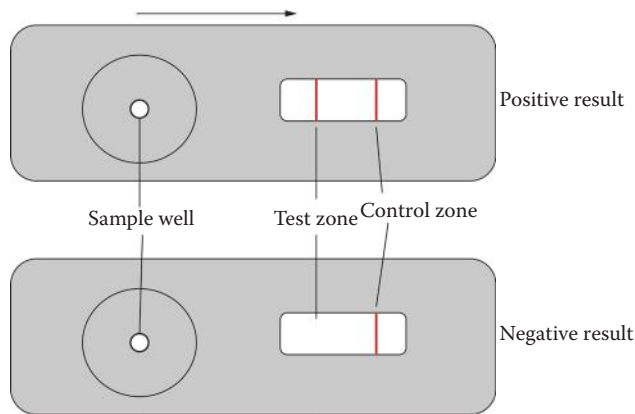 Positive result
Sample well
Test zone
Control zone
Negative result